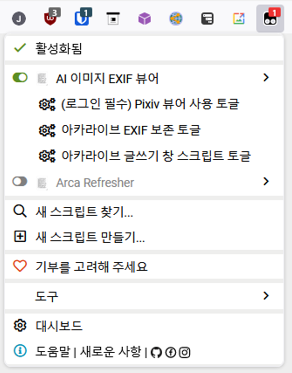 J 3 1 1
활성화됨
AI 이미지 EXIF 뷰어
(로그인 필수) Pixiv 뷰어 사용 토글
아카라이브 EXIF 보존 토글
아카라이브 글쓰기 창 스크립트 토글
Arca Refresher
새 스크립트 찾기...
새 스크립트 만들기...
기부를 고려해 주세요
도구
대시보드
도움말 | 새로운 사항 |